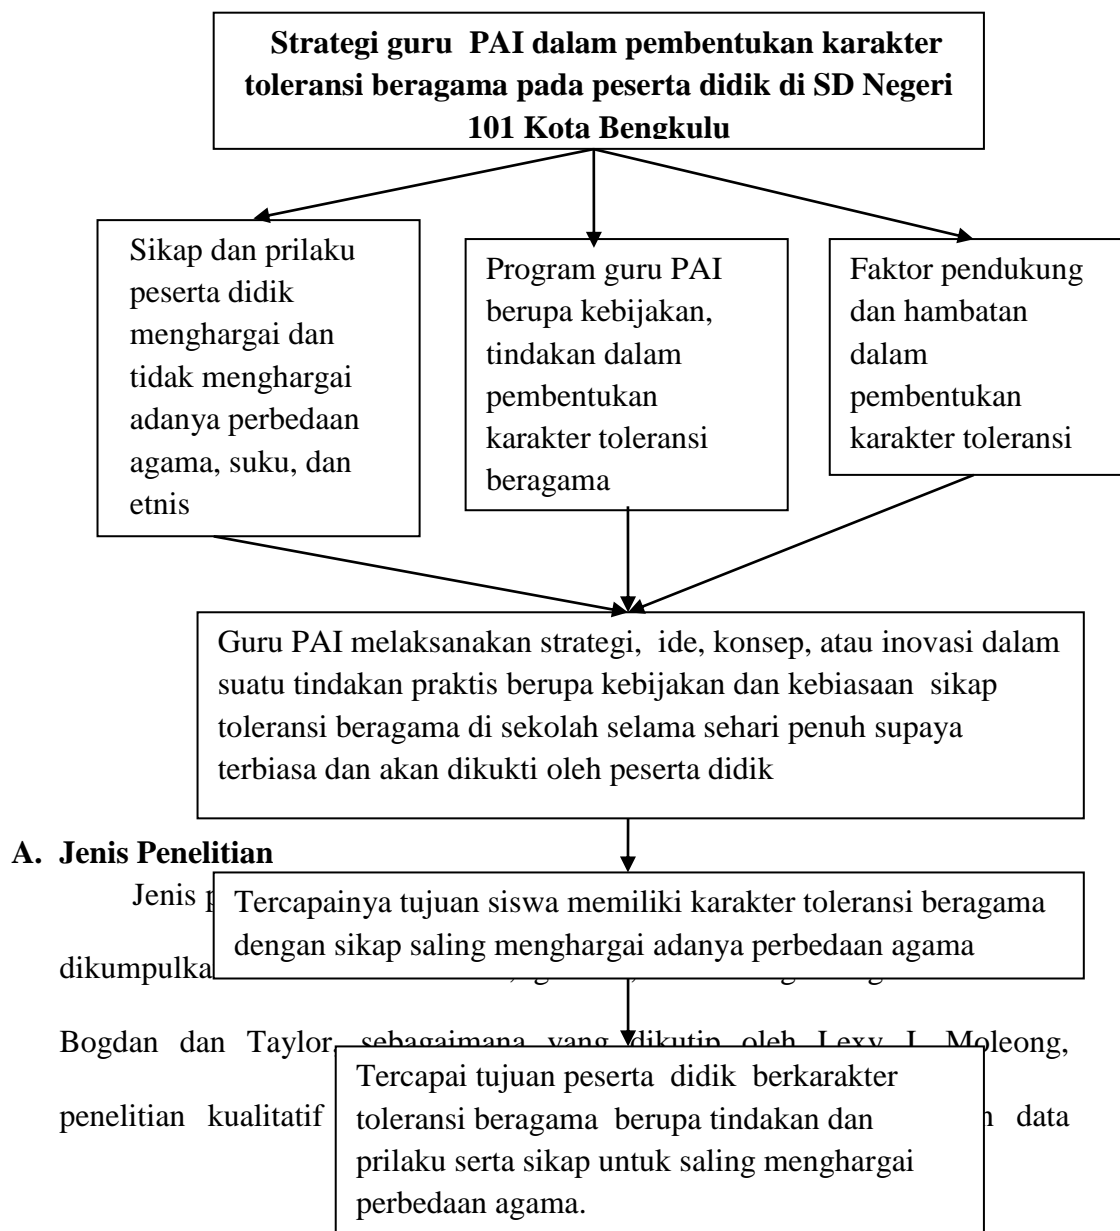 Strategi guru  PAI dalam pembentukan karakter
toleransi beragama pada peserta didik di SD Negeri
101 Kota Bengkulu
Sikap dan prilaku
peserta didik
menghargai dan
tidak menghargai
adanya perbedaan
agama, suku, dan
etnis
Program guru PAI
berupa kebijakan,
tindakan dalam
pembentukan
karakter toleransi
beragama
Faktor pendukung
dan hambatan
dalam
pembentukan
karakter toleransi
Guru PAI melaksanakan strategi,  ide, konsep, atau inovasi dalam
suatu tindakan praktis berupa kebijakan dan kebiasaan  sikap
toleransi beragama di sekolah selama sehari penuh supaya
terbiasa dan akan dikukti oleh peserta didik
A. Jenis Penelitian
Jenis
Tercapainya tujuan siswa memiliki karakter toleransi beragama
dengan sikap saling menghargai adanya perbedaan agama
dikumpulka
Bogdan dan Taylor, sebagaimana yang dikutip oleh Lexy J. Moleong,
penelitian kualitatif data
Tercapai tujuan peserta  didik  berkarakter
toleransi beragama  berupa tindakan dan
prilaku serta sikap untuk saling menghargai
perbedaan agama.